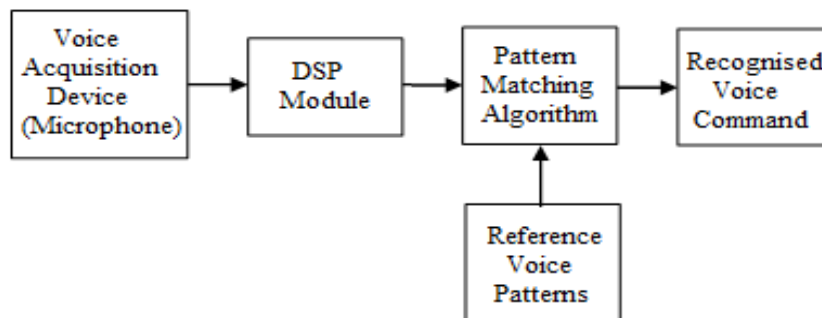 Voice
Acquisition
Device
(Microphone)
DSP
Module
Pattern
Matching
Algorithm
Recognised
Voice
Command
Reference
Voice
Patterns